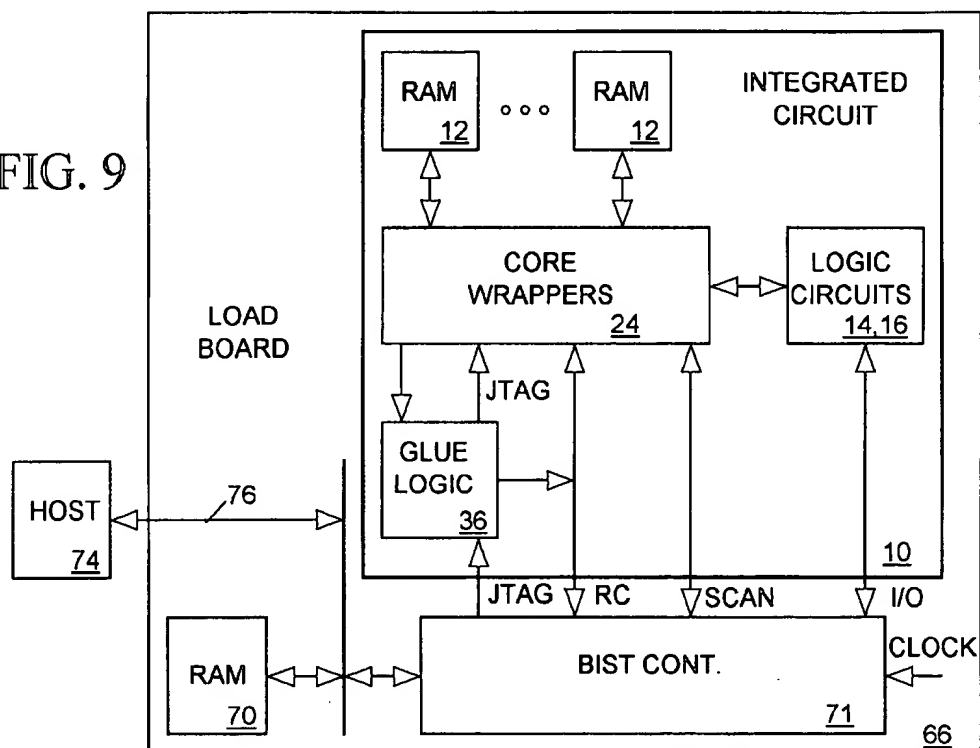 FIG. 9
INTEGRATED
CIRCUIT
RAM
12
RAM
12
CORE
WRAPPERS
24
LOGIC
CIRCUITS
14,16
LOAD
BOARD
JTAG
GLUE
LOGIC
36
HOST
74
76
10
JTAG
RC
SCAN
I/O
RAM
70
BIST CONT.
71
CLOCK
66